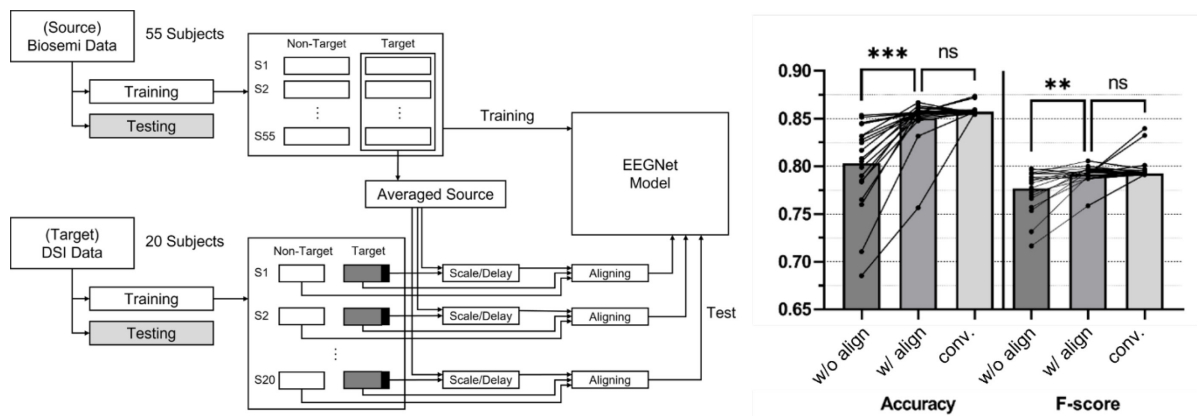 (Source)
Biosemi Data
55 Subjects
Training
Testing
Non-Target
Target
S1
S2
⋮
⋮
S55
Training
EEGNet
Model
Averaged Source
(Target)
DSI Data
20 Subjects
Training
Testing
Non-Target
Target
S1
Scale/Delay
Aligning
S2
Scale/Delay
Aligning
⋮
S20
Scale/Delay
Aligning
Test
*** ns
** ns
0.90
0.85
0.80
0.75
0.70
0.65
w/o align
w/ align
conv.
w/o align
w/ align
conv.
Accuracy
F-score